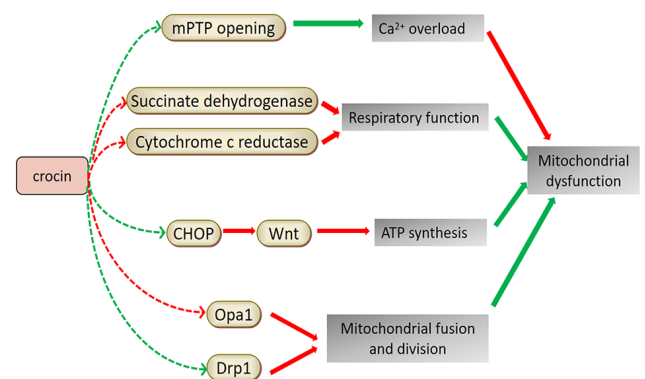 mPTP opening
Ca²⁺ overload
Succinate dehydrogenase
Respiratory function
Cytochrome c reductase
crocin
Mitochondrial
dysfunction
CHOP
Wnt
ATP synthesis
Opa1
Mitochondrial fusion
and division
Drp1